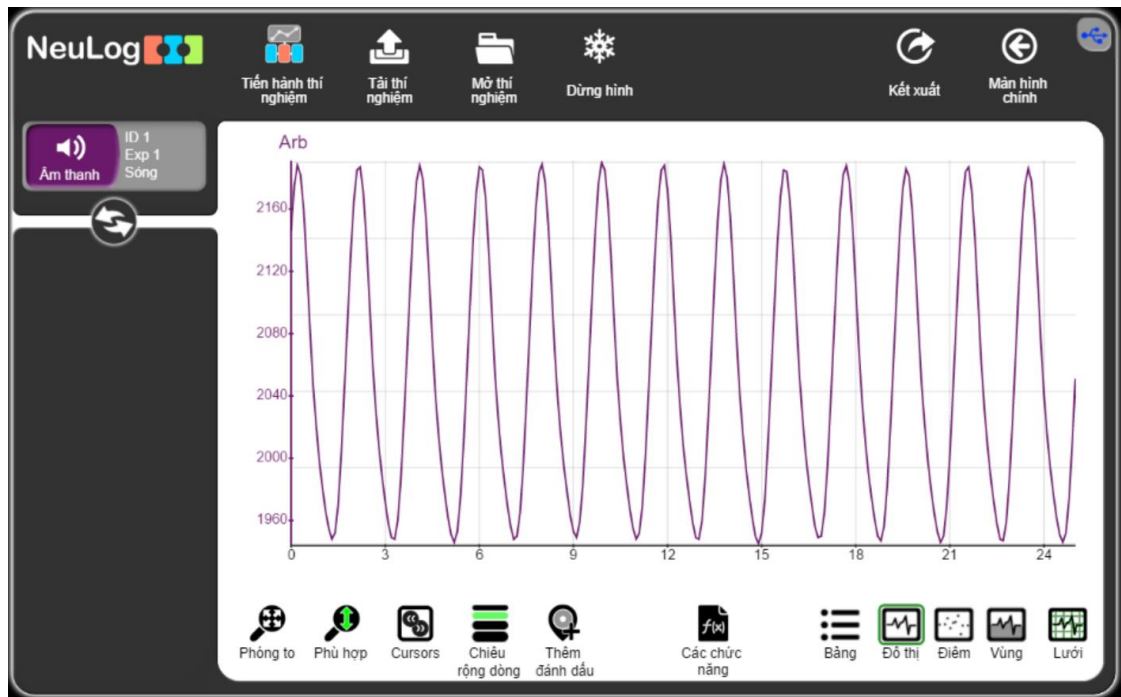 NeuLog
Tiến hành thí
nghiệm
Tải thí
nghiệm
Mở thí
nghiệm
Dừng hình
Kết xuất
Màn hình
chính
Âm thanh
ID 1
Exp 1
Sóng
Arb
2160
2120
2080
2040
2000
1960
0 3 6 9 12 15 18 21 24
Phóng to
Phù hợp
Cursors
Chiều
rộng dòng
Thêm
đánh dấu
f(x)
Các chức
năng
Bảng
Đồ thị
Điểm
Vùng
Lưới